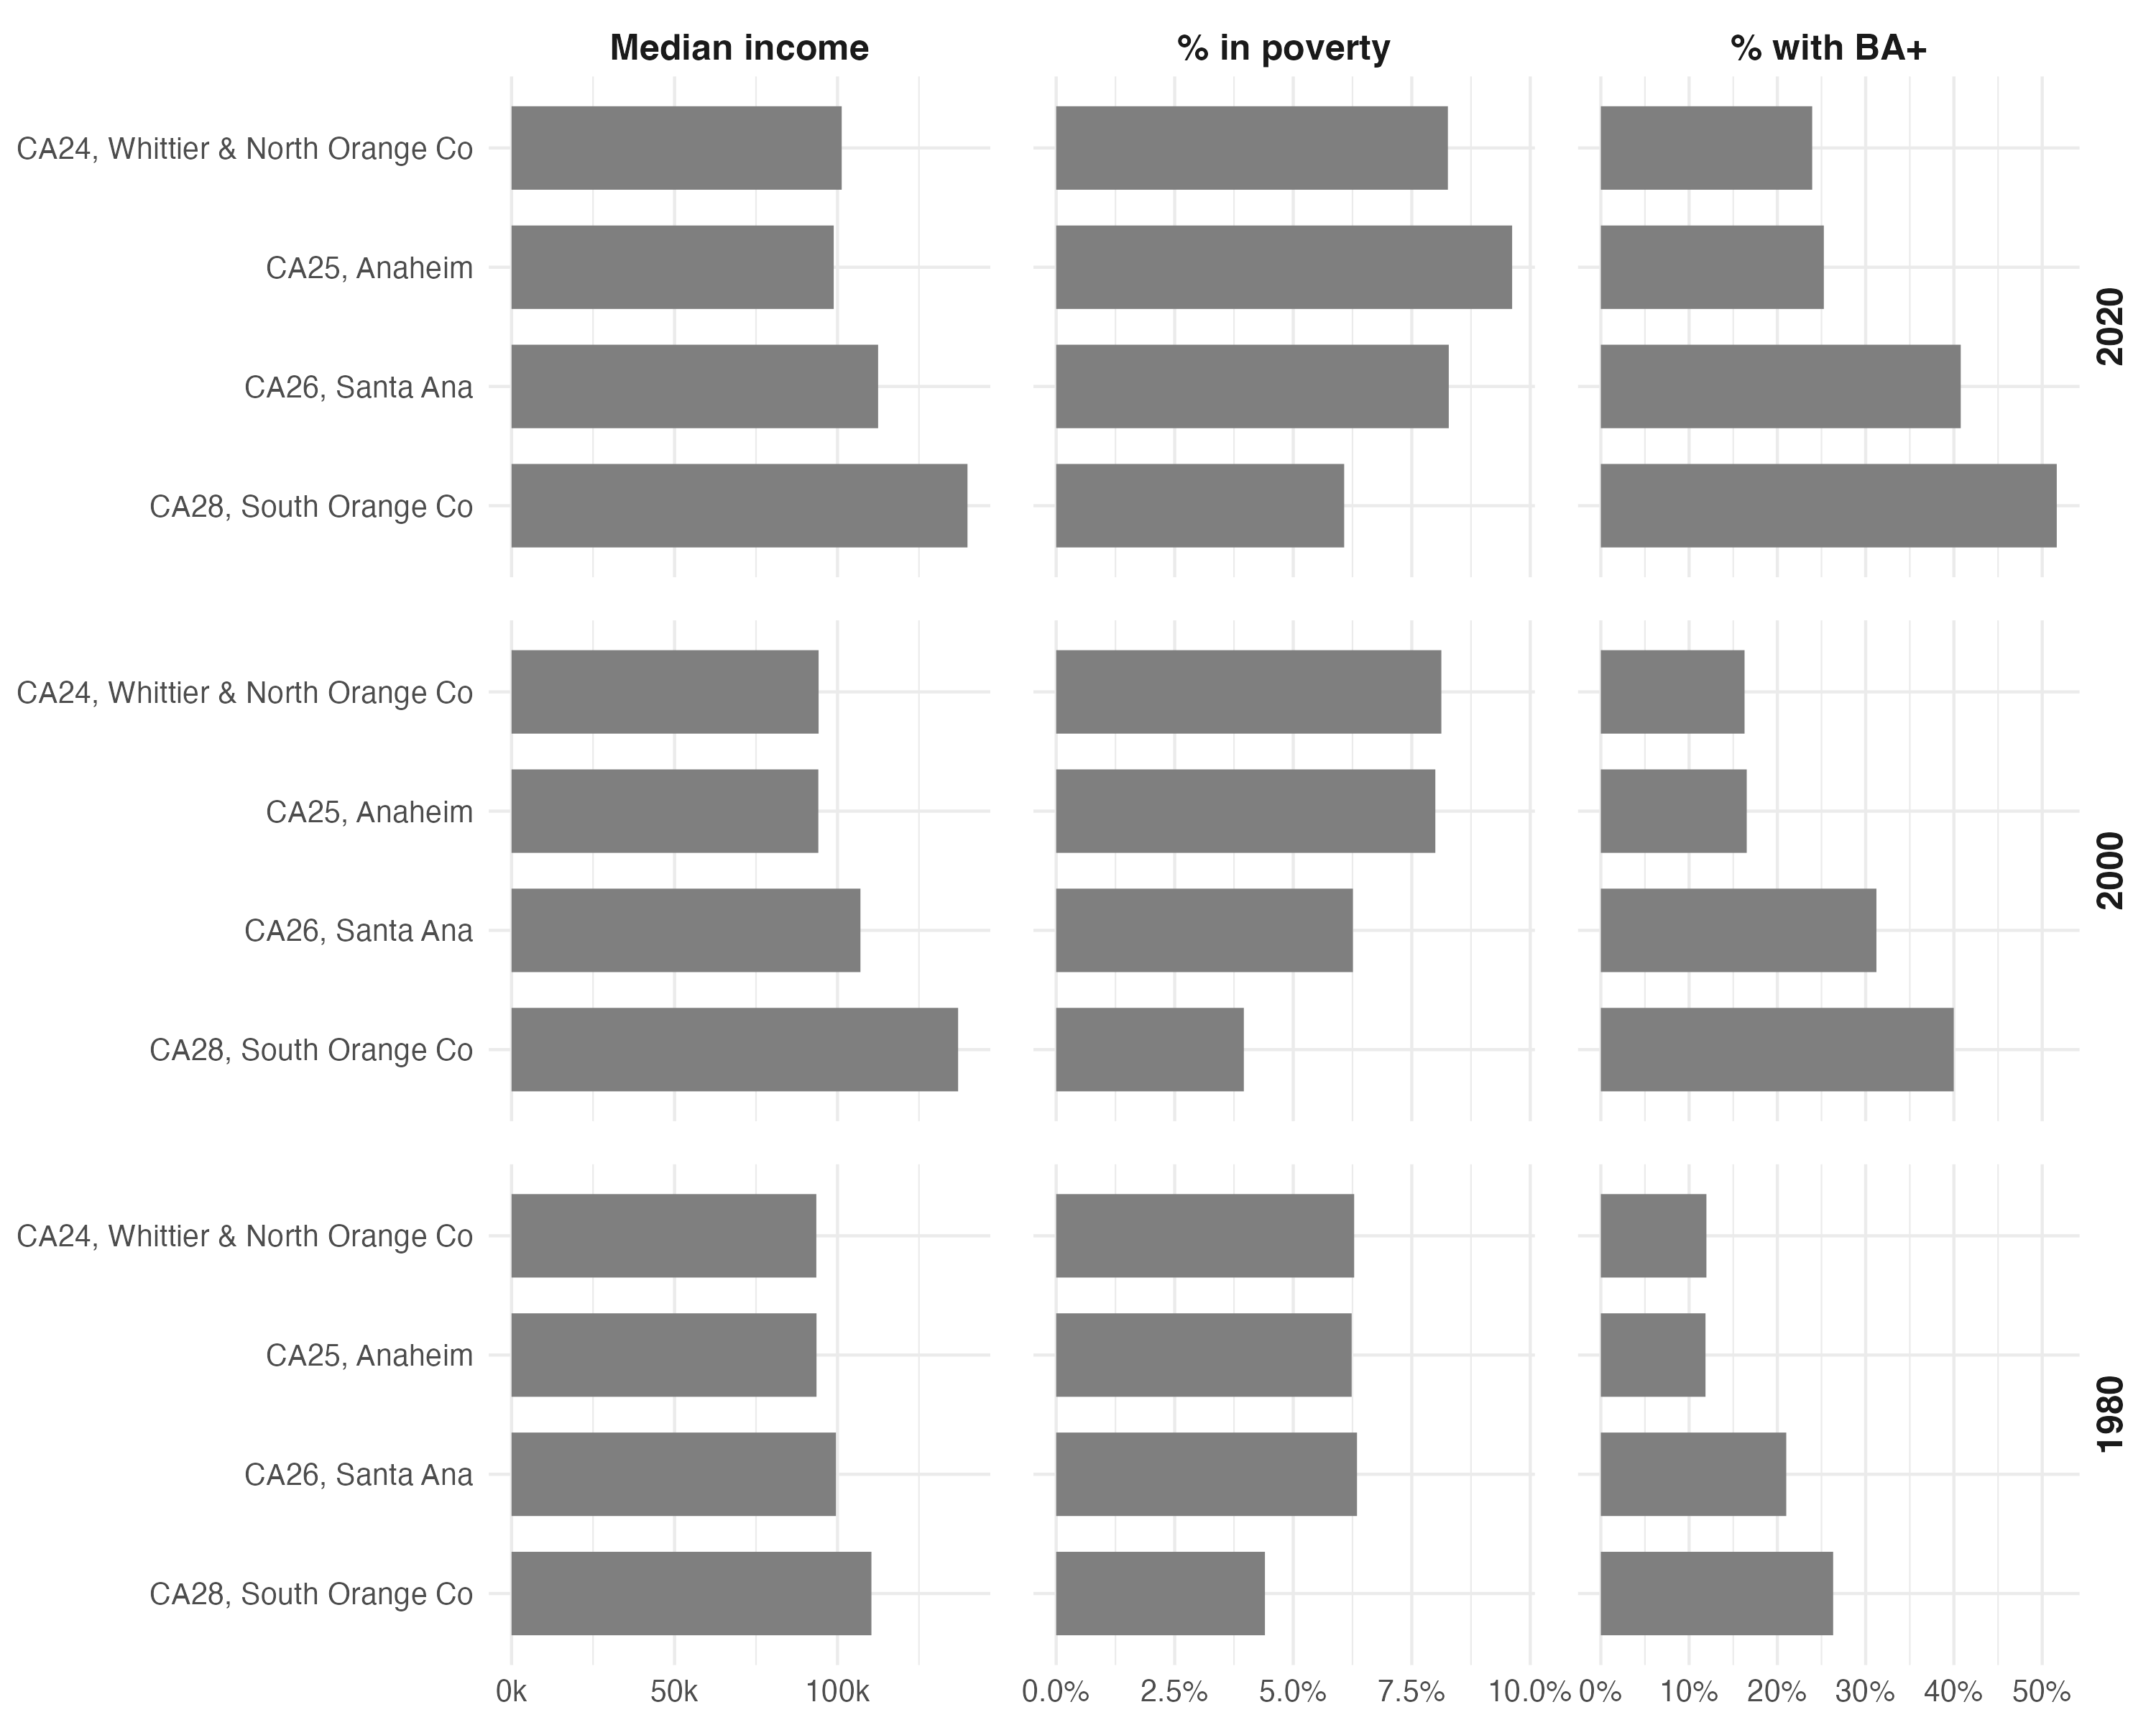 Median income
% in poverty
% with BA+
CA24, Whittier & North Orange Co
CA25, Anaheim
CA26, Santa Ana
CA28, South Orange Co
2020
CA24, Whittier & North Orange Co
CA25, Anaheim
CA26, Santa Ana
CA28, South Orange Co
2000
CA24, Whittier & North Orange Co
CA25, Anaheim
CA26, Santa Ana
CA28, South Orange Co
1980
0k 50k 100k
0.0% 2.5% 5.0% 7.5% 10.0%
0% 10% 20% 30% 40% 50%